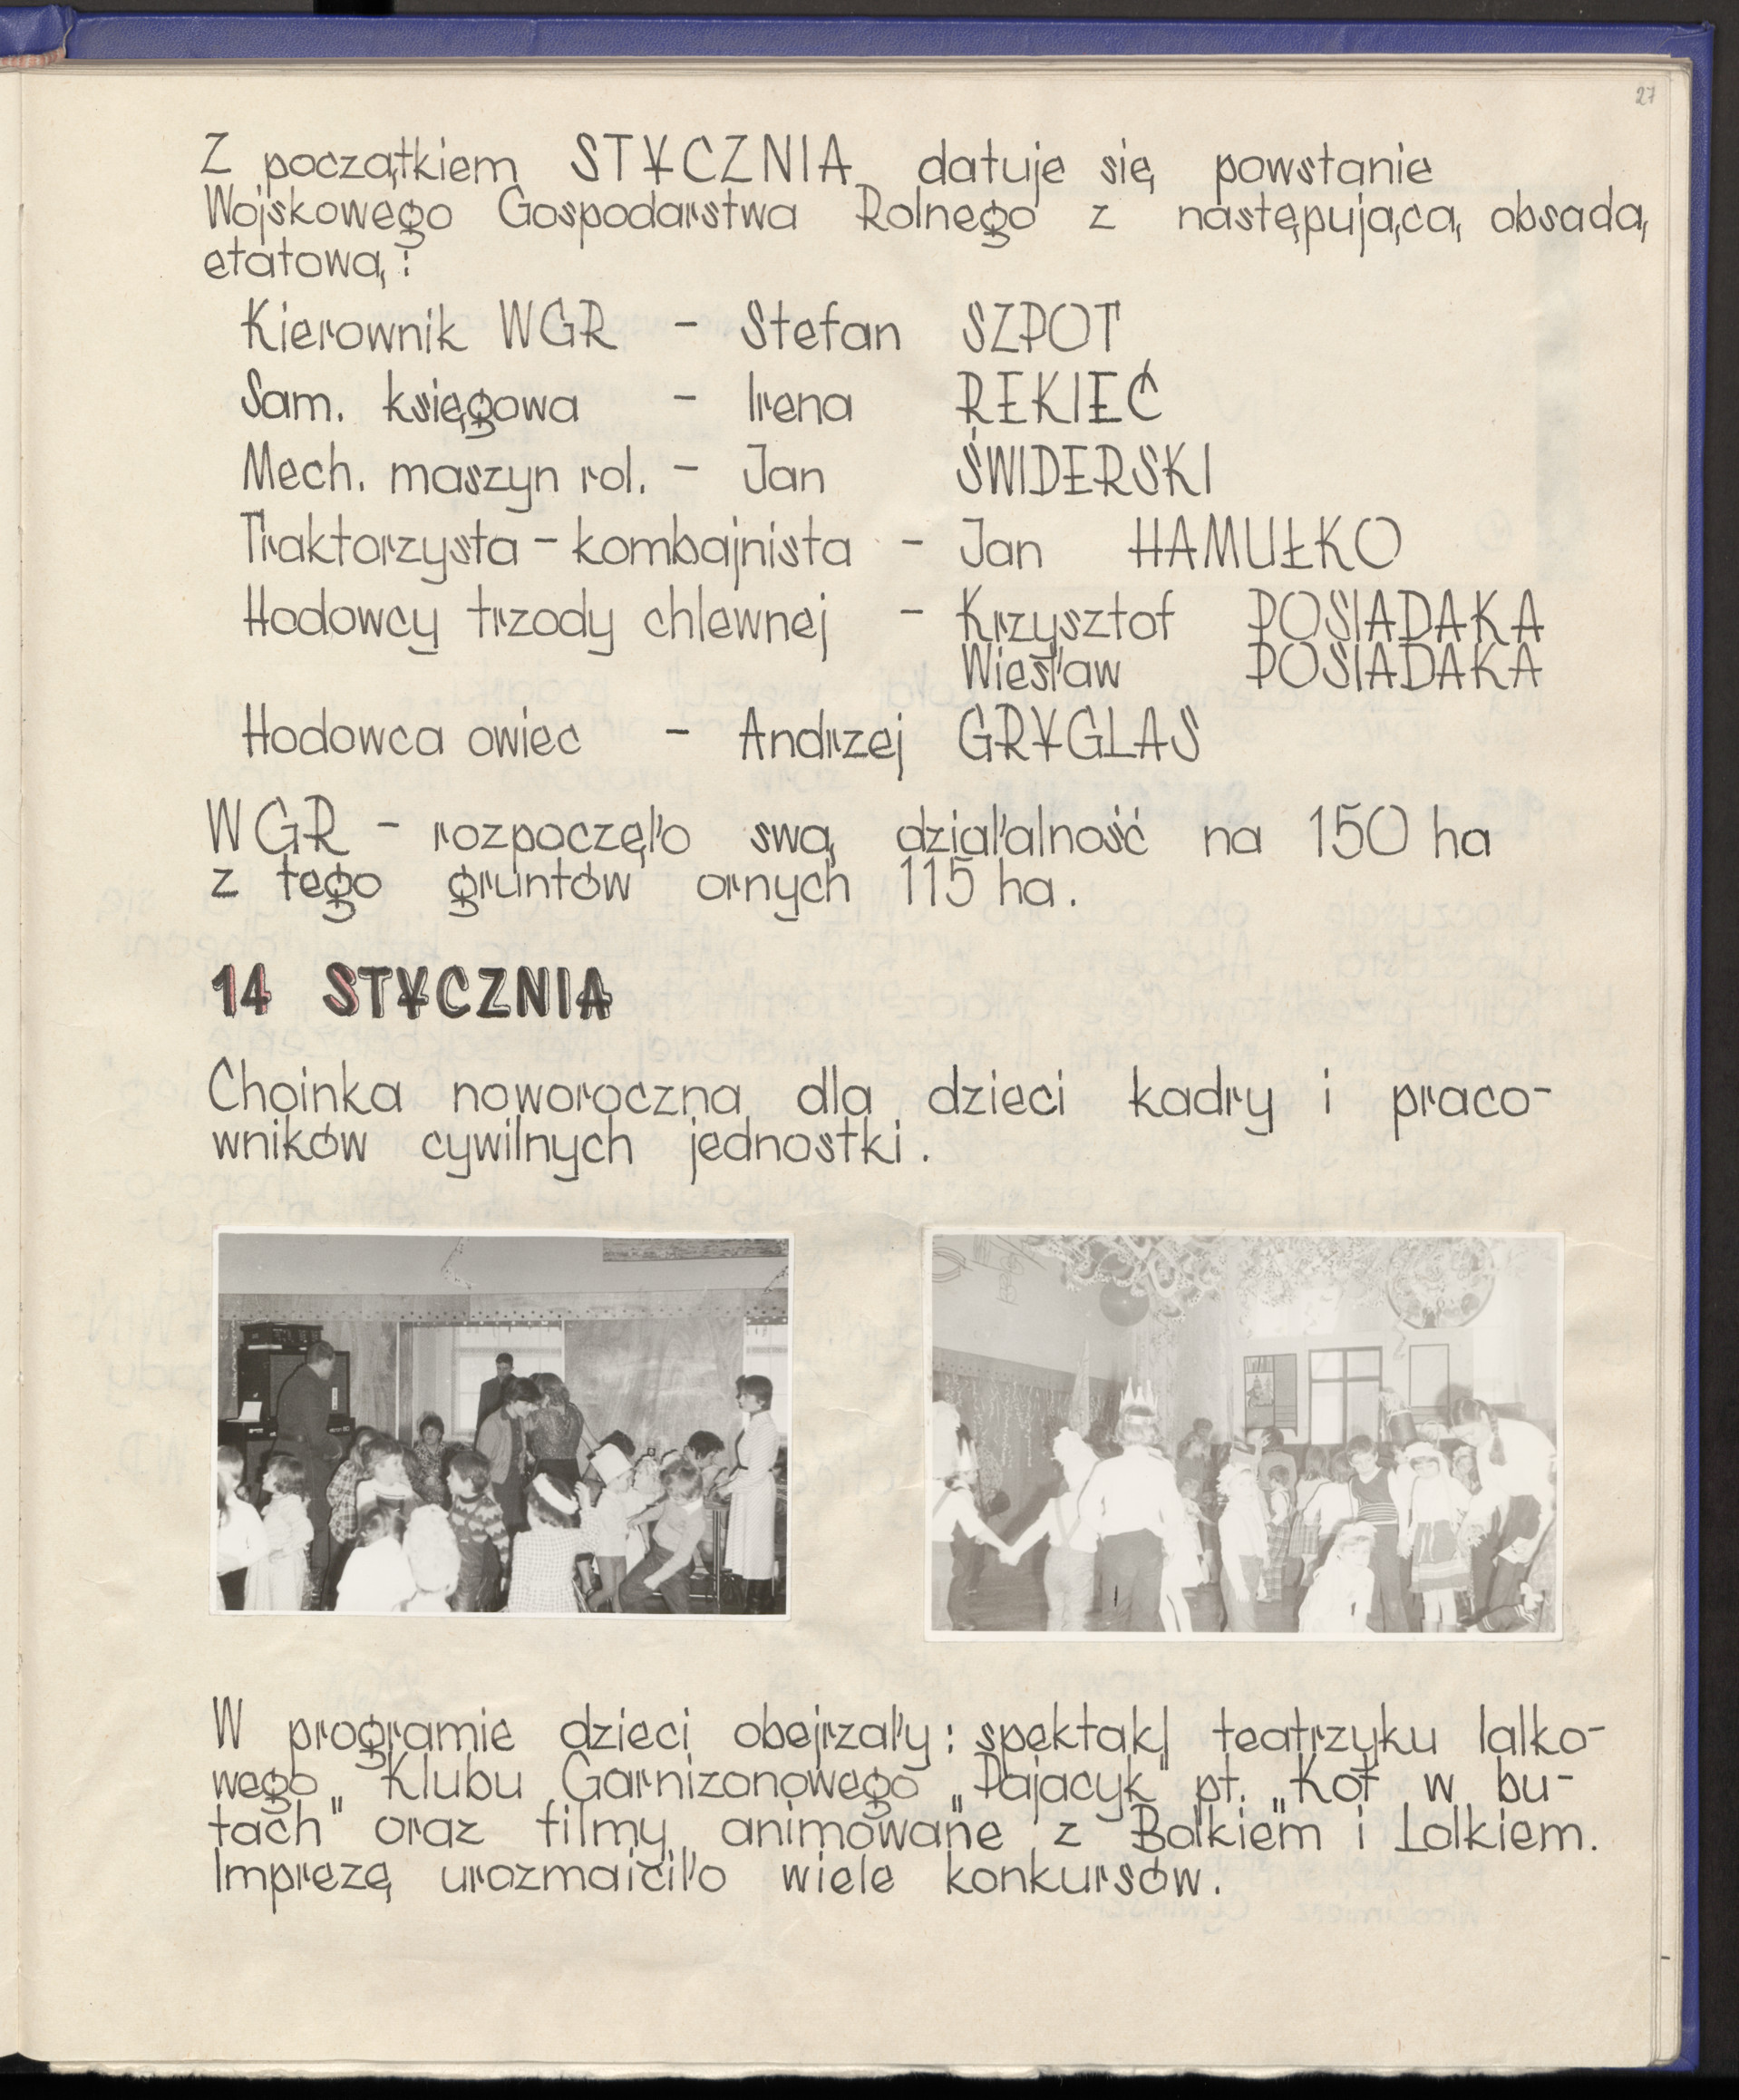 27
Z początkiem STYCZNIA datuje się powstanie
Wojskowego Gospodarstwa Rolnego z następującą obsadą
etatową:
Kierownik WGR – Stefan SZPOT
Sam. księgowa – Irena REKIEĆ
Mech. maszyn rol. – Jan ŚWIDERSKI
Traktorzysta – kombajnista – Jan HAMUŁKO
Hodowcy trzody chlewnej – Krzysztof POSIADAKA
Wiesław POSIADAKA
Hodowca owiec – Andrzej GRYGLAS
WGR – rozpoczęło swą działalność na 150 ha
z tego gruntów ornych 115 ha.
14 STYCZNIA
Choinka noworoczna dla dzieci kadry i praco-
wników cywilnych jednostki.
W programie dzieci obejrzały: spektakl teatrzyku lalko-
wego Klubu Garnizonowego „Pajacyk" pt. „Kot w bu-
tach" oraz filmy animowane z „Bolkiem i Lolkiem.
Imprezę urozmaiciło wiele konkursów.